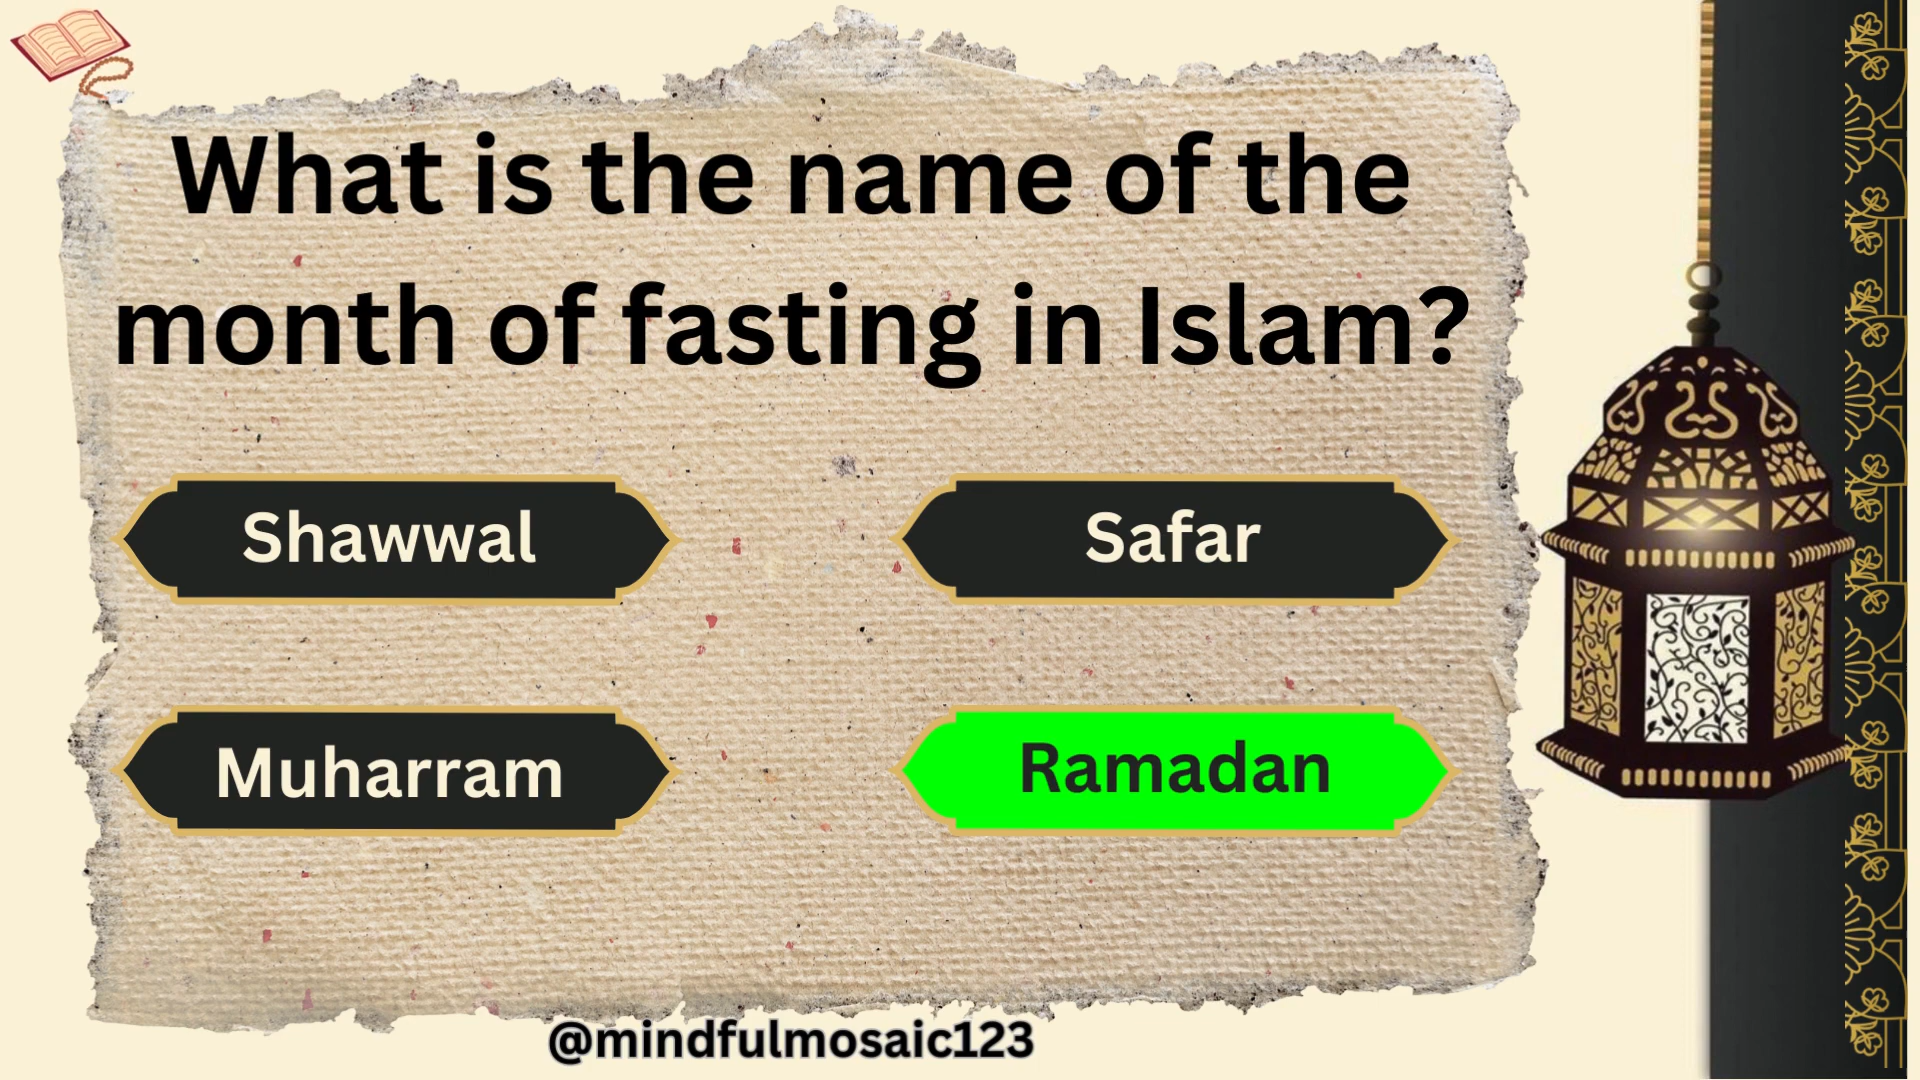 What is the name of the
month of fasting in Islam?
Shawwal
Safar
Muharram
Ramadan
@mindfulmosaic123